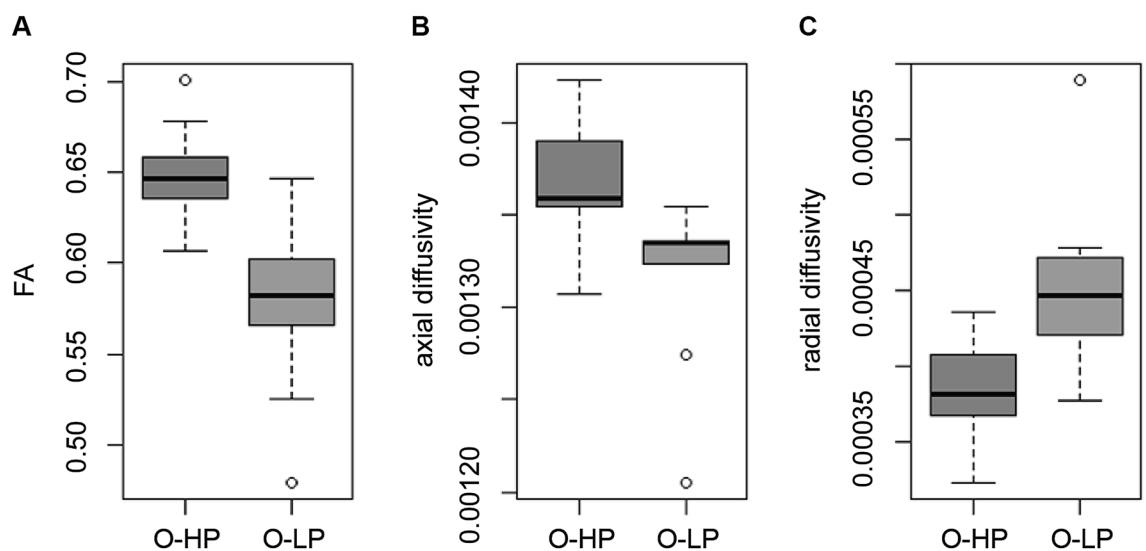 A
FA
0.70
0.65
0.60
0.55
0.50
O-HP
O-LP
B
axial diffusivity
0.00140
0.00130
0.00120
O-HP
O-LP
C
radial diffusivity
0.00055
0.00045
0.00035
O-HP
O-LP